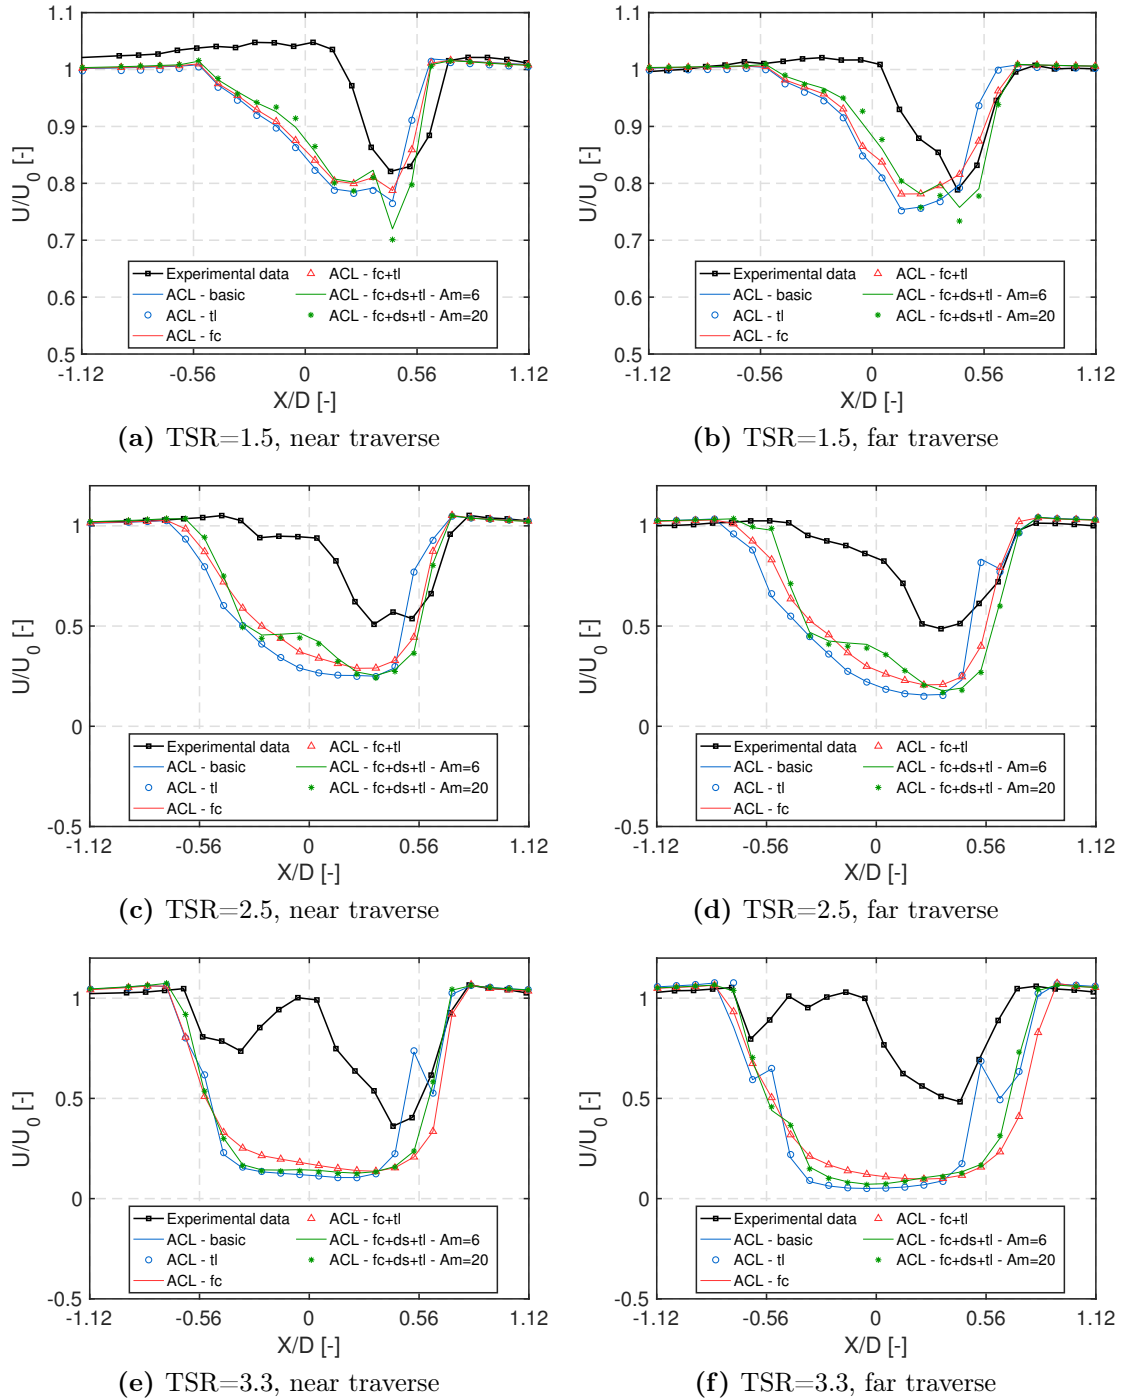 1.1
1
0.9
0.8
0.7
0.6
0.5
U/U0 [-]
Experimental data
ACL - basic
ACL - tl
ACL - fc
ACL - fc+tl
ACL - fc+ds+tl - Am=6
ACL - fc+ds+tl - Am=20
-1.12 -0.56 0 0.56 1.12
X/D [-]
(a) TSR=1.5, near traverse
1.1
1
0.9
0.8
0.7
0.6
0.5
U/U0 [-]
Experimental data
ACL - basic
ACL - tl
ACL - fc
ACL - fc+tl
ACL - fc+ds+tl - Am=6
ACL - fc+ds+tl - Am=20
-1.12 -0.56 0 0.56 1.12
X/D [-]
(b) TSR=1.5, far traverse
1
0.5
0
-0.5
U/U0 [-]
Experimental data
ACL - basic
ACL - tl
ACL - fc
ACL - fc+tl
ACL - fc+ds+tl - Am=6
ACL - fc+ds+tl - Am=20
-1.12 -0.56 0 0.56 1.12
X/D [-]
(c) TSR=2.5, near traverse
1
0.5
0
-0.5
U/U0 [-]
Experimental data
ACL - basic
ACL - tl
ACL - fc
ACL - fc+tl
ACL - fc+ds+tl - Am=6
ACL - fc+ds+tl - Am=20
-1.12 -0.56 0 0.56 1.12
X/D [-]
(d) TSR=2.5, far traverse
1
0.5
0
-0.5
U/U0 [-]
Experimental data
ACL - basic
ACL - tl
ACL - fc
ACL - fc+tl
ACL - fc+ds+tl - Am=6
ACL - fc+ds+tl - Am=20
-1.12 -0.56 0 0.56 1.12
X/D [-]
(e) TSR=3.3, near traverse
1
0.5
0
-0.5
U/U0 [-]
Experimental data
ACL - basic
ACL - tl
ACL - fc
ACL - fc+tl
ACL - fc+ds+tl - Am=6
ACL - fc+ds+tl - Am=20
-1.12 -0.56 0 0.56 1.12
X/D [-]
(f) TSR=3.3, far traverse